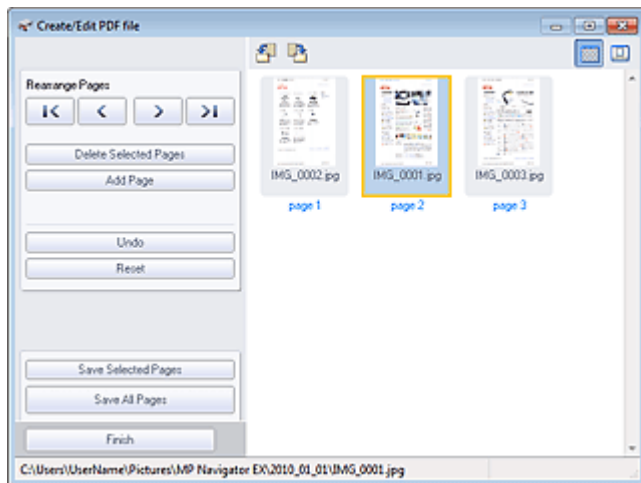 Create/Edit PDF file
Rearrange Pages
Delete Selected Pages
Add Page
Undo
Reset
Save Selected Pages
Save All Pages
Finish
IMG_0002.jpg
IMG_0001.jpg
IMG_0003.jpg
page 1
page 2
page 3
C:\Users\UserName\Pictures\MP Navigator EX\2010_01_01\IMG_0001.jpg